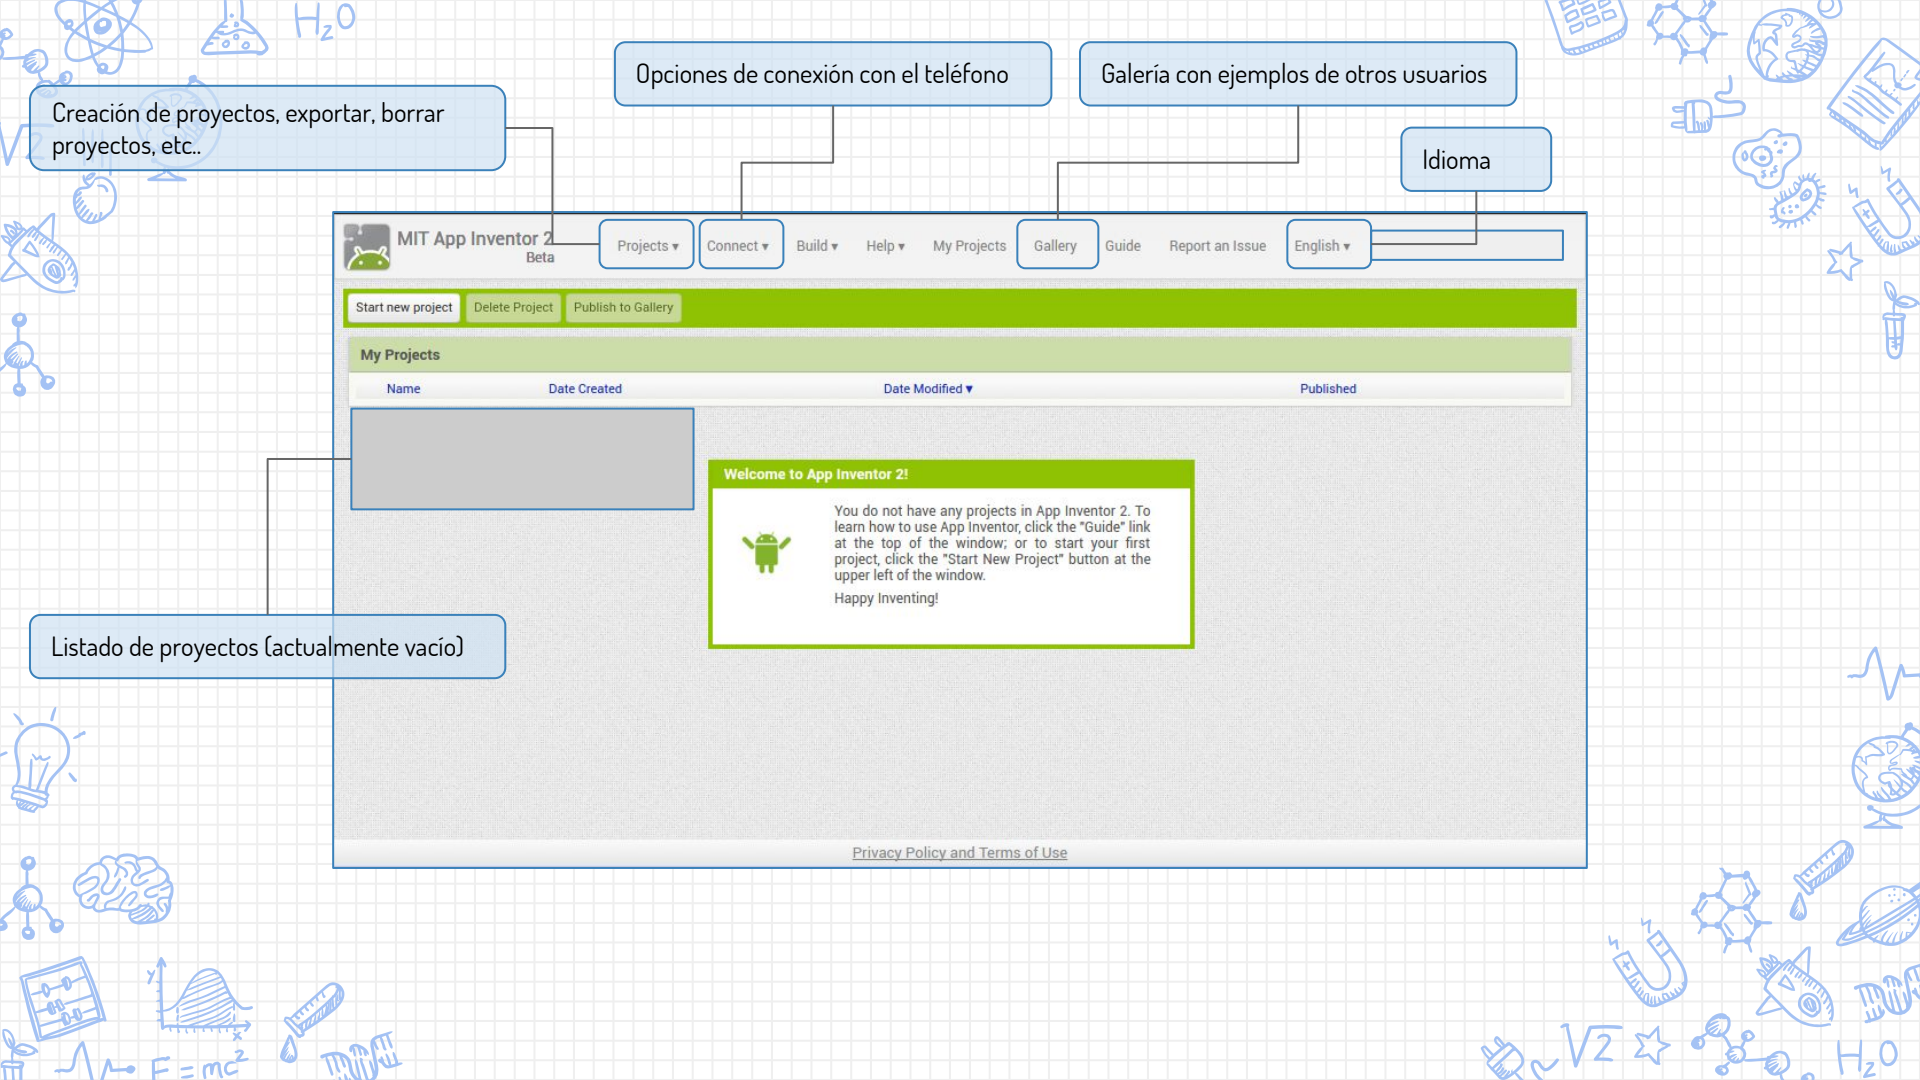 H2O
Opciones de conexión con el teléfono
Galería con ejemplos de otros usuarios
Creación de proyectos, exportar, borrar
proyectos, etc..
Idioma
MIT App Inventor 2
Beta
Projects ▾
Connect ▾
Build ▾
Help ▾
My Projects
Gallery
Guide
Report an Issue
English ▾
Start new project
Delete Project
Publish to Gallery
My Projects
Name
Date Created
Date Modified ▼
Published
Welcome to App Inventor 2!
You do not have any projects in App Inventor 2. To
learn how to use App Inventor, click the "Guide" link
at the top of the window; or to start your first
project, click the "Start New Project" button at the
upper left of the window.
Happy Inventing!
Listado de proyectos (actualmente vacío)
Privacy Policy and Terms of Use
y
x
E = mc2
√2
H2O